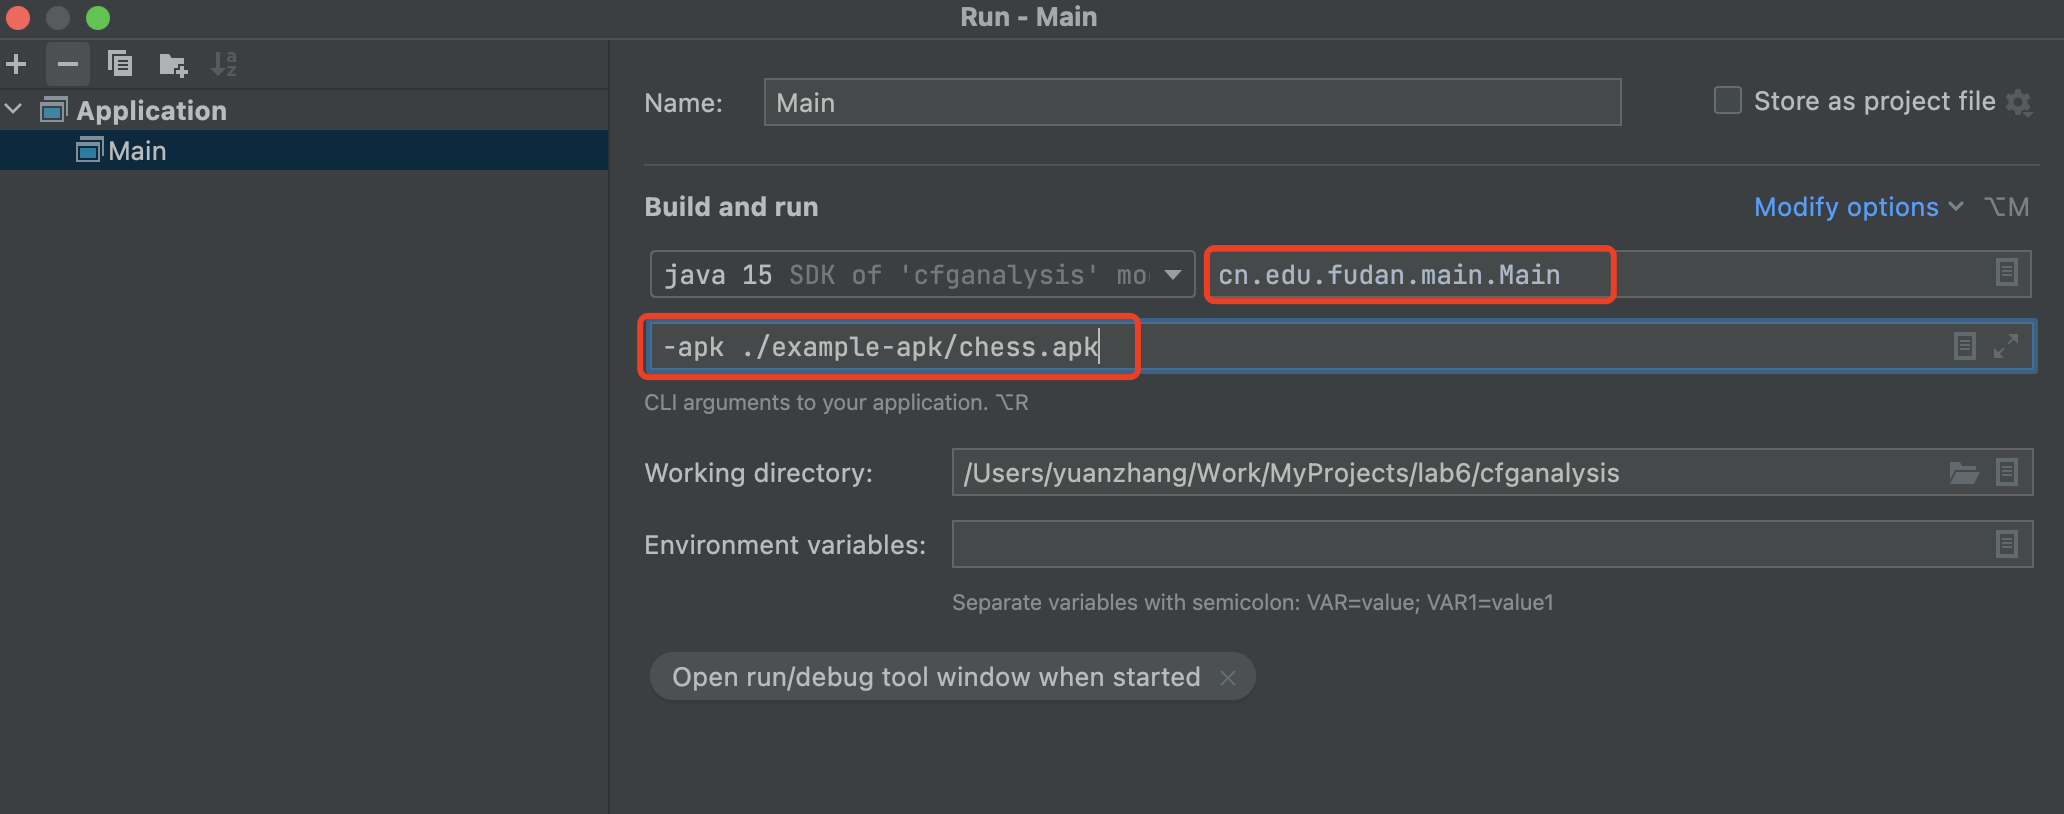 Run - Main
Application
Main
Name:
Main
Store as project file
Build and run
Modify options
⌥M
java 15 SDK of 'cfganalysis' mo
cn.edu.fudan.main.Main
-apk ./example-apk/chess.apk
CLI arguments to your application. ⌥R
Working directory:
/Users/yuanzhang/Work/MyProjects/lab6/cfganalysis
Environment variables:
Separate variables with semicolon: VAR=value; VAR1=value1
Open run/debug tool window when started